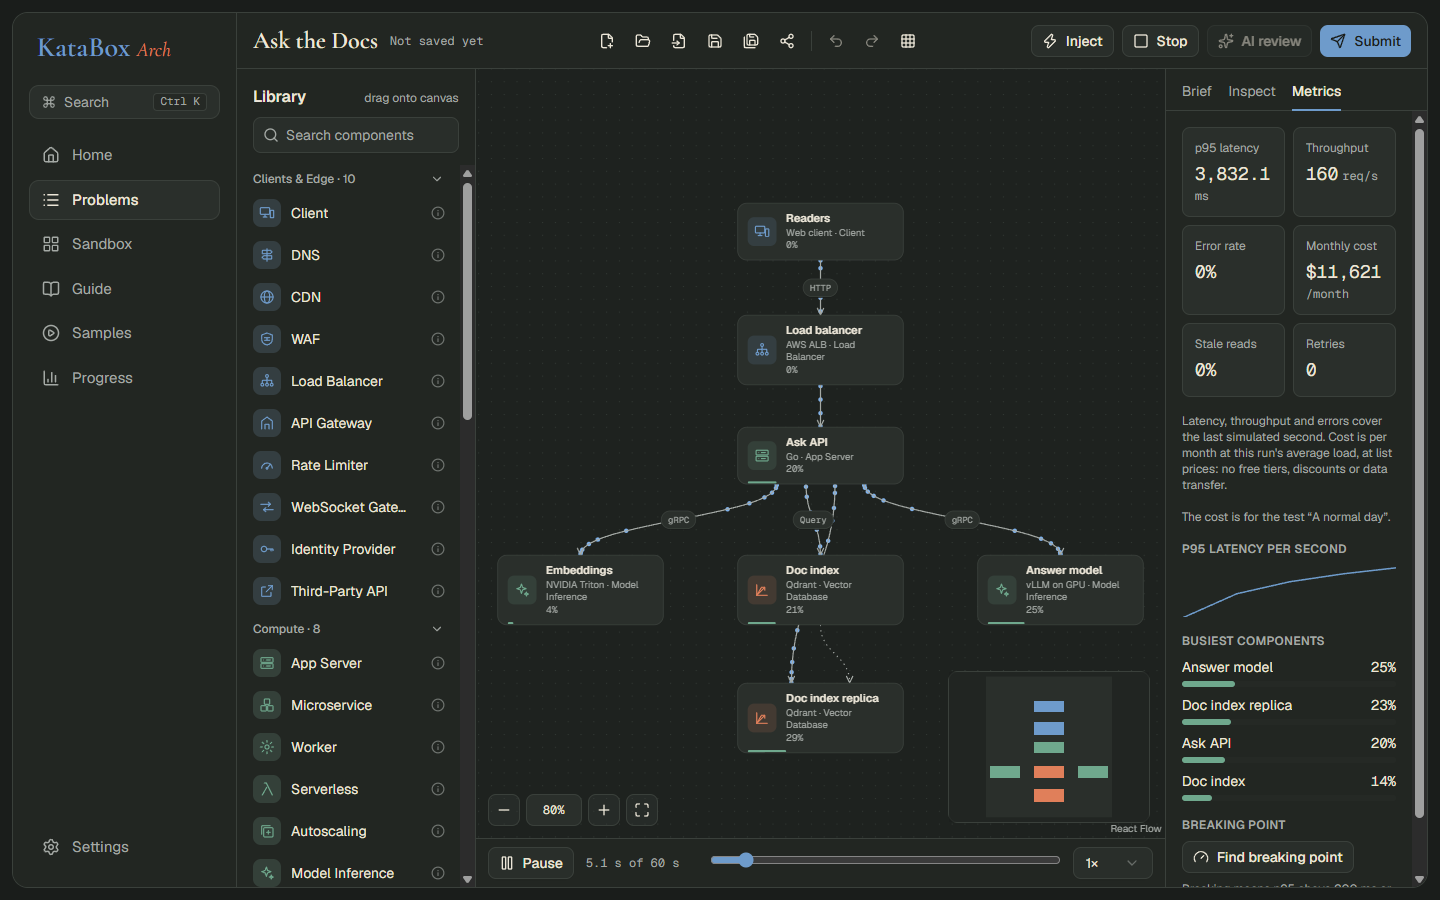 KataBox Arch
Search
Ctrl K
Home
Problems
Sandbox
Guide
Samples
Progress
Settings
Ask the Docs
Not saved yet
Inject
Stop
AI review
Submit
Library
drag onto canvas
Search components
Clients & Edge · 10
Client
DNS
CDN
WAF
Load Balancer
API Gateway
Rate Limiter
WebSocket Gate…
Identity Provider
Third-Party API
Compute · 8
App Server
Microservice
Worker
Serverless
Autoscaling
Model Inference
Readers
Web client · Client
0%
HTTP
Load balancer
AWS ALB · Load
Balancer
0%
Ask API
Go · App Server
20%
gRPC
Query
gRPC
Embeddings
NVIDIA Triton · Model
Inference
4%
Doc index
Qdrant · Vector
Database
21%
Answer model
vLLM on GPU · Model
Inference
25%
Doc index replica
Qdrant · Vector
Database
29%
80%
React Flow
Pause
5.1 s of 60 s
1×
Brief
Inspect
Metrics
p95 latency
3,832.1
ms
Throughput
160 req/s
Error rate
0%
Monthly cost
$11,621
/month
Stale reads
0%
Retries
0
Latency, throughput and errors cover
the last simulated second. Cost is per
month at this run's average load, at list
prices: no free tiers, discounts or data
transfer.
The cost is for the test “A normal day”.
P95 LATENCY PER SECOND
BUSIEST COMPONENTS
Answer model
25%
Doc index replica
23%
Ask API
20%
Doc index
14%
BREAKING POINT
Find breaking point